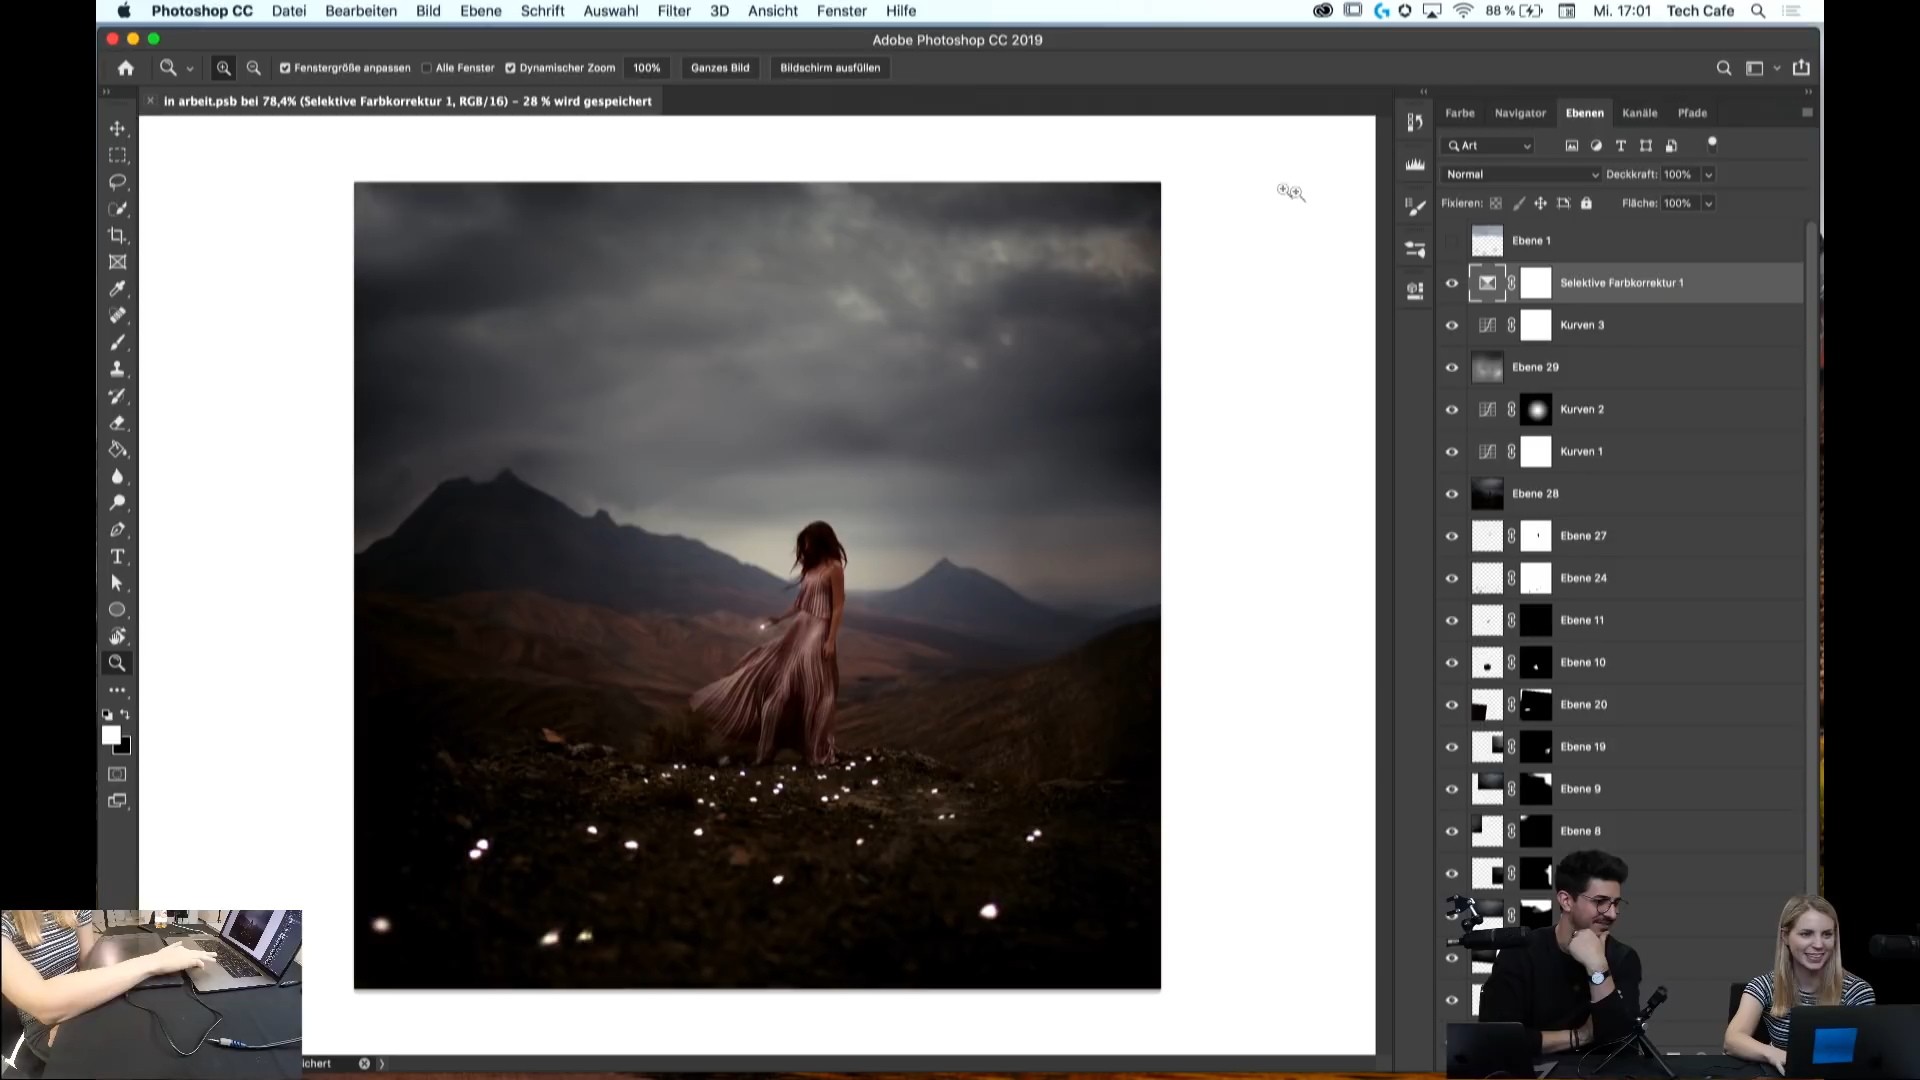 Photoshop CC Datei Bearbeiten Bild Ebene Schrift Auswahl Filter 3D Ansicht Fenster Hilfe 88 % Mi. 17:01 Tech Cafe
Adobe Photoshop CC 2019
Fenstergröße anpassen Alle Fenster Dynamischer Zoom 100% Ganzes Bild Bildschirm ausfüllen
in arbeit.psb bei 78,4% (Selektive Farbkorrektur 1, RGB/16) – 28 % wird gespeichert
Farbe Navigator Ebenen Kanäle Pfade
Art
Normal Deckkraft: 100%
Fixieren: Fläche: 100%
Ebene 1
Selektive Farbkorrektur 1
Kurven 3
Ebene 29
Kurven 2
Kurven 1
Ebene 28
Ebene 27
Ebene 24
Ebene 11
Ebene 10
Ebene 20
Ebene 19
Ebene 9
Ebene 8
ichert